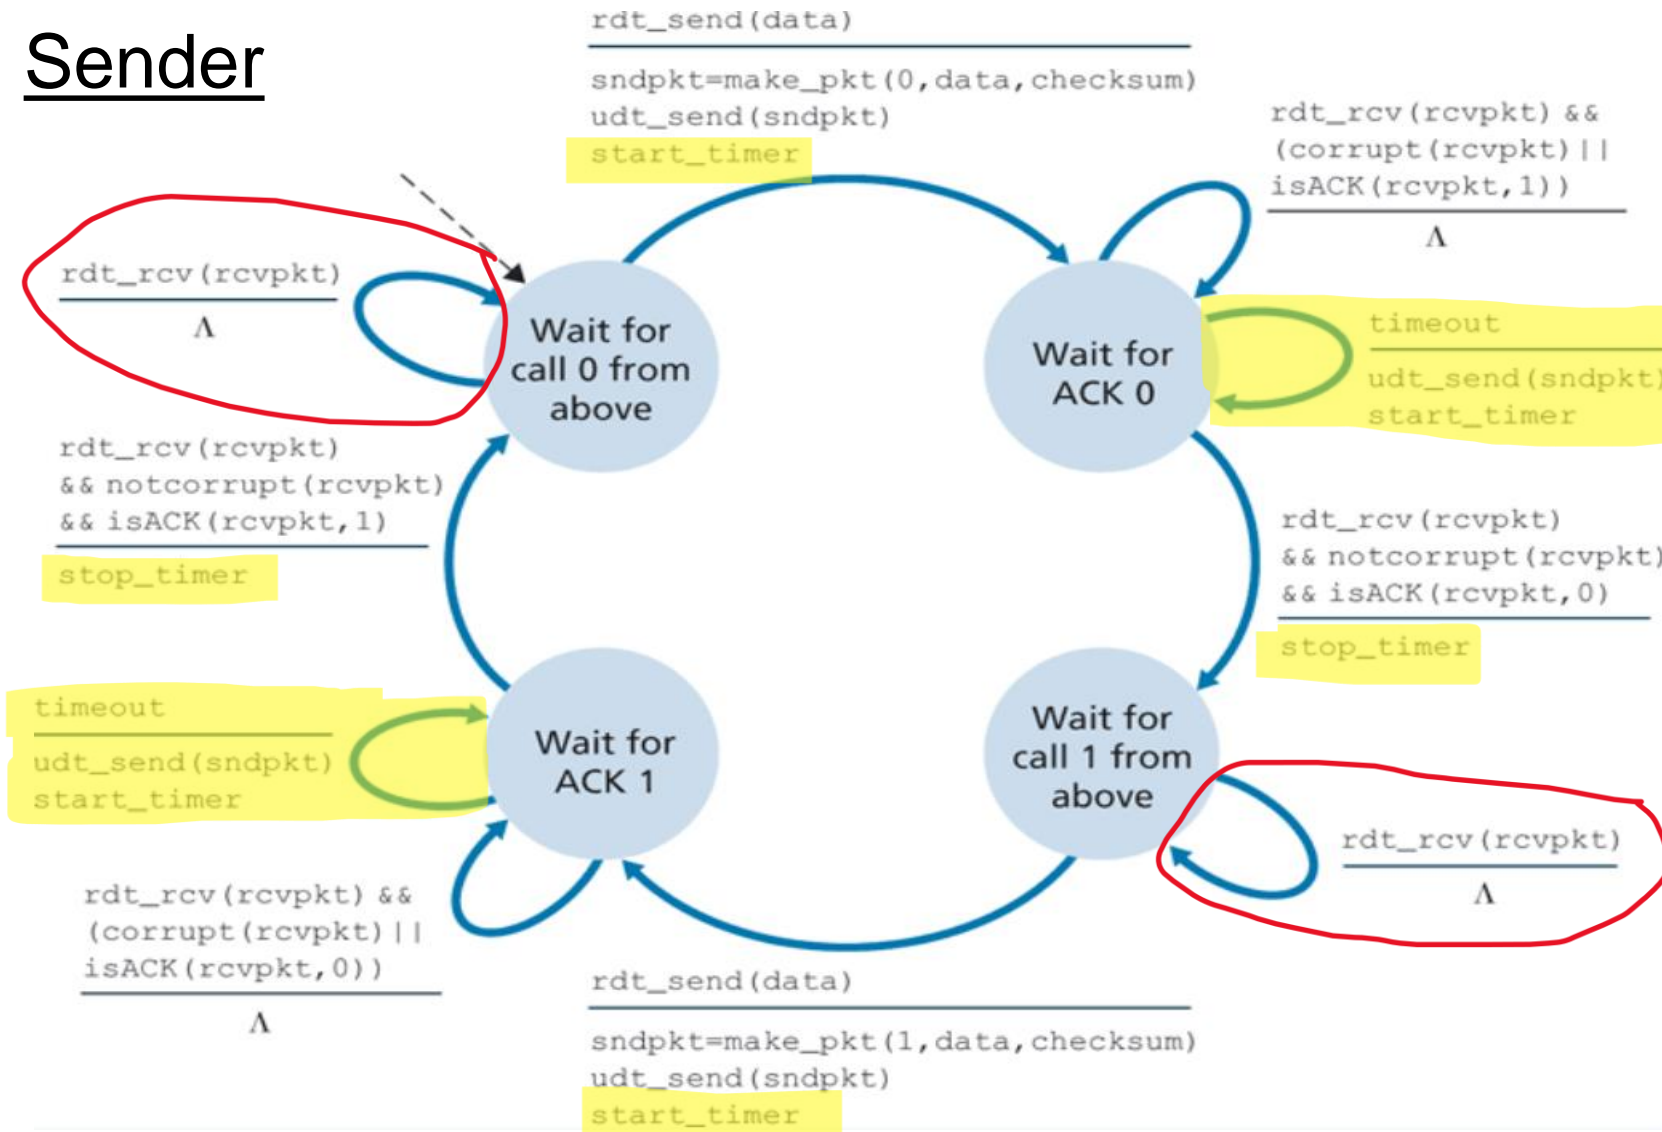 Sender
rdt_send(data)
sndpkt=make_pkt(0,data,checksum)
udt_send(sndpkt)
start_timer
rdt_rcv(rcvpkt) &&
(corrupt(rcvpkt)||
isACK(rcvpkt,1))
Λ
rdt_rcv(rcvpkt)
Λ
Wait for
call 0 from
above
Wait for
ACK 0
timeout
udt_send(sndpkt)
start_timer
rdt_rcv(rcvpkt)
&& notcorrupt(rcvpkt)
&& isACK(rcvpkt,1)
stop_timer
rdt_rcv(rcvpkt)
&& notcorrupt(rcvpkt)
&& isACK(rcvpkt,0)
stop_timer
timeout
udt_send(sndpkt)
start_timer
Wait for
ACK 1
Wait for
call 1 from
above
rdt_rcv(rcvpkt)
Λ
rdt_rcv(rcvpkt) &&
(corrupt(rcvpkt)||
isACK(rcvpkt,0))
Λ
rdt_send(data)
sndpkt=make_pkt(1,data,checksum)
udt_send(sndpkt)
start_timer